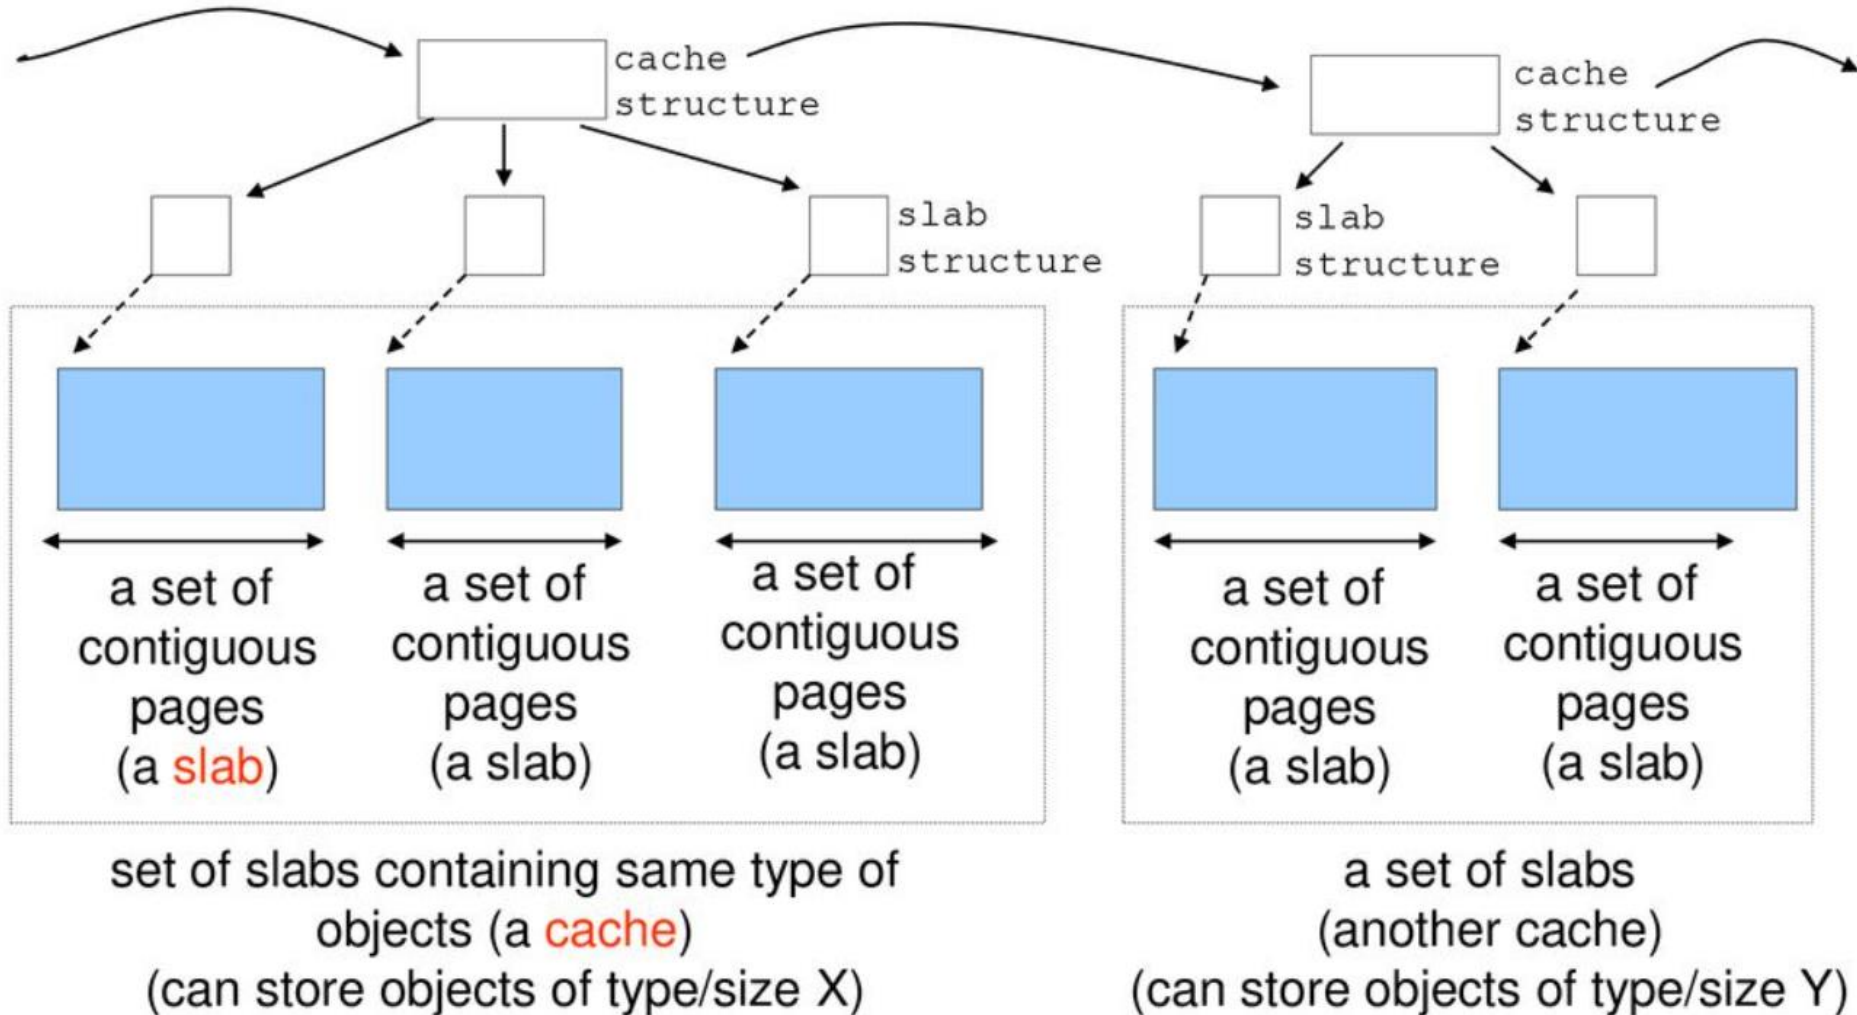 cache
structure
cache
structure
slab
structure
slab
structure
a set of
contiguous
pages
(a slab)
a set of
contiguous
pages
(a slab)
a set of
contiguous
pages
(a slab)
a set of
contiguous
pages
(a slab)
a set of
contiguous
pages
(a slab)
set of slabs containing same type of
objects (a cache)
(can store objects of type/size X)
a set of slabs
(another cache)
(can store objects of type/size Y)